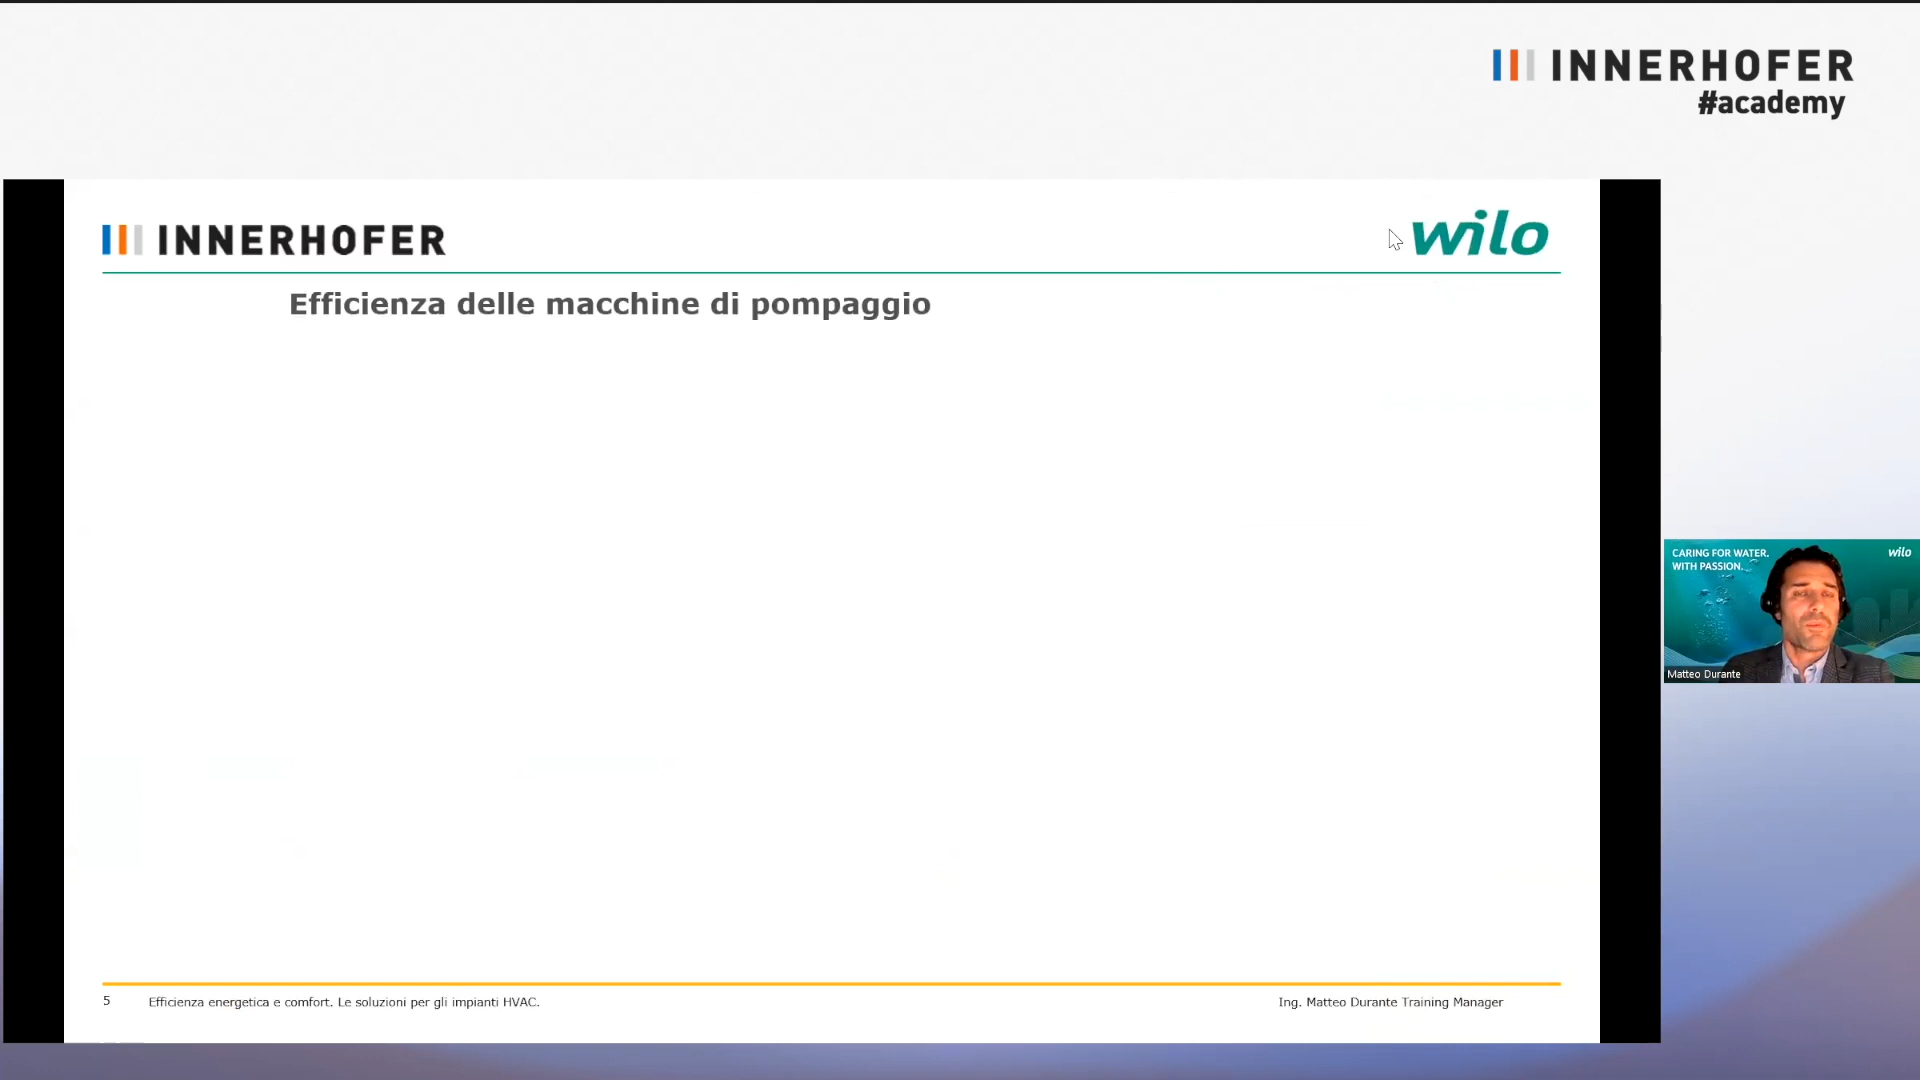 INNERHOFER
#academy
INNERHOFER
wilo
Efficienza delle macchine di pompaggio
CARING FOR WATER.
WITH PASSION.
wilo
Matteo Durante
5
Efficienza energetica e comfort. Le soluzioni per gli impianti HVAC.
Ing. Matteo Durante Training Manager